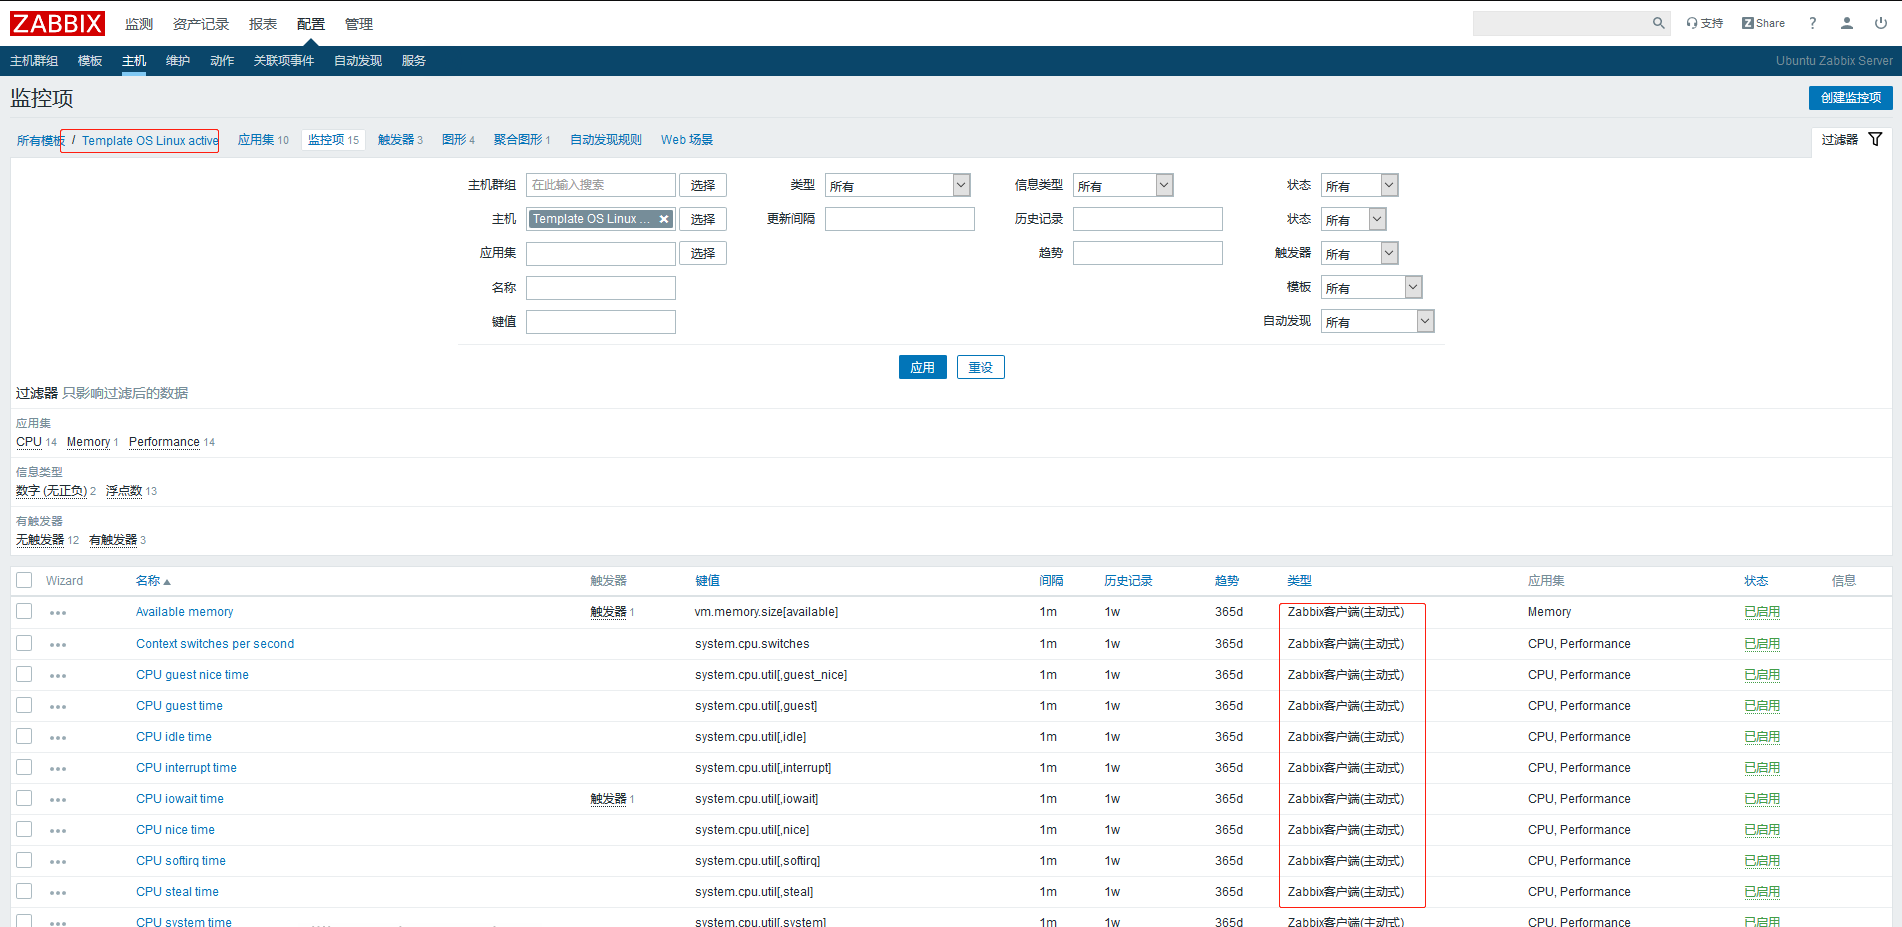 ZABBIX 监测 资产记录 报表 配置 管理 支持 Z Share ?
主机群组 模板 主机 维护 动作 关联项事件 自动发现 服务 Ubuntu Zabbix Server
监控项 创建监控项
所有模板 / Template OS Linux active 应用集 10 监控项 15 触发器 3 图形 4 聚合图形 1 自动发现规则 Web 场景 过滤器
主机群组 在此输入搜索 选择 类型 所有 信息类型 所有 状态 所有
主机 Template OS Linux ... 选择 更新间隔 历史记录 状态 所有
应用集 选择 趋势 触发器 所有
名称 模板 所有
键值 自动发现 所有
应用 重设
过滤器 只影响过滤后的数据
应用集
CPU 14 Memory 1 Performance 14
信息类型
数字 (无正负) 2 浮点数 13
有触发器
无触发器 12 有触发器 3
Wizard 名称 触发器 键值 间隔 历史记录 趋势 类型 应用集 状态 信息
Available memory 触发器 1 vm.memory.size[available] 1m 1w 365d Zabbix客户端(主动式) Memory 已启用
Context switches per second system.cpu.switches 1m 1w 365d Zabbix客户端(主动式) CPU, Performance 已启用
CPU guest nice time system.cpu.util[,guest_nice] 1m 1w 365d Zabbix客户端(主动式) CPU, Performance 已启用
CPU guest time system.cpu.util[,guest] 1m 1w 365d Zabbix客户端(主动式) CPU, Performance 已启用
CPU idle time system.cpu.util[,idle] 1m 1w 365d Zabbix客户端(主动式) CPU, Performance 已启用
CPU interrupt time system.cpu.util[,interrupt] 1m 1w 365d Zabbix客户端(主动式) CPU, Performance 已启用
CPU iowait time 触发器 1 system.cpu.util[,iowait] 1m 1w 365d Zabbix客户端(主动式) CPU, Performance 已启用
CPU nice time system.cpu.util[,nice] 1m 1w 365d Zabbix客户端(主动式) CPU, Performance 已启用
CPU softirq time system.cpu.util[,softirq] 1m 1w 365d Zabbix客户端(主动式) CPU, Performance 已启用
CPU steal time system.cpu.util[,steal] 1m 1w 365d Zabbix客户端(主动式) CPU, Performance 已启用
CPU system time system.cpu.util[,system] 1m 1w 365d Zabbix客户端(主动式) CPU, Performance 已启用